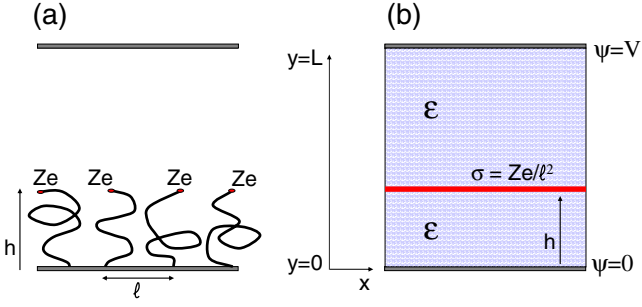 (a)
Ze Ze Ze Ze
h
ℓ
(b)
y=L
ψ=V
ε
σ = Ze/ℓ²
ε
h
y=0
x
ψ=0